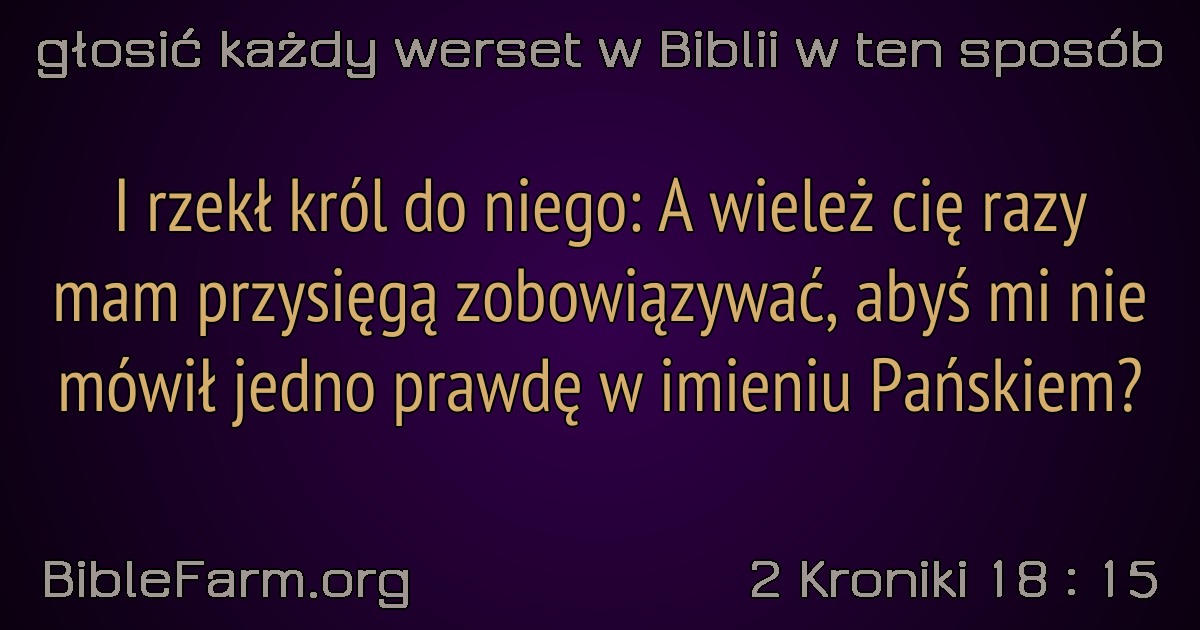 głosić każdy werset w Biblii w ten sposób
I rzekł król do niego: A wieleż cię razy
mam przysięgą zobowiązywać, abyś mi nie
mówił jedno prawdę w imieniu Pańskiem?
BibleFarm.org
2 Kroniki 18 : 15